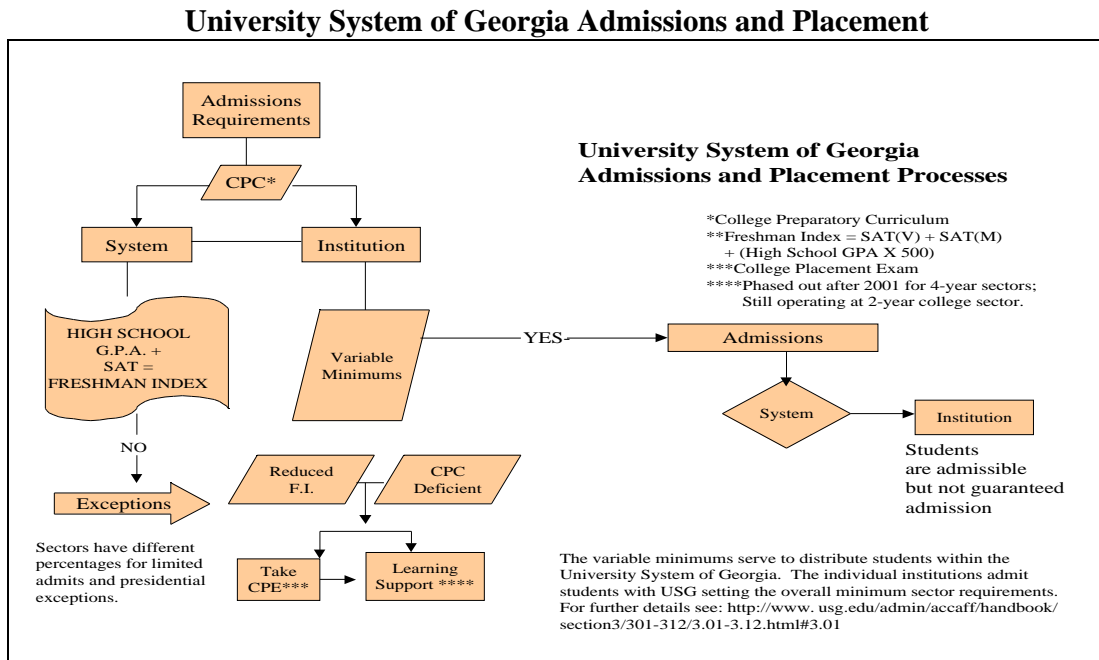 University System of Georgia Admissions and Placement
Admissions
Requirements
CPC*
System
Institution
HIGH SCHOOL
G.P.A. +
SAT =
FRESHMAN INDEX
Variable
Minimums
NO
Exceptions
Sectors have different
percentages for limited
admits and presidential
exceptions.
Reduced
F.I.
CPC
Deficient
Take
CPE***
Learning
Support ****
University System of Georgia
Admissions and Placement Processes
*College Preparatory Curriculum
**Freshman Index = SAT(V) + SAT(M)
+ (High School GPA X 500)
***College Placement Exam
****Phased out after 2001 for 4-year sectors;
Still operating at 2-year college sector.
YES-
Admissions
System
Institution
Students
are admissible
but not guaranteed
admission
The variable minimums serve to distribute students within the
University System of Georgia. The individual institutions admit
students with USG setting the overall minimum sector requirements.
For further details see: http://www. usg.edu/admin/accaff/handbook/
section3/301-312/3.01-3.12.html#3.01